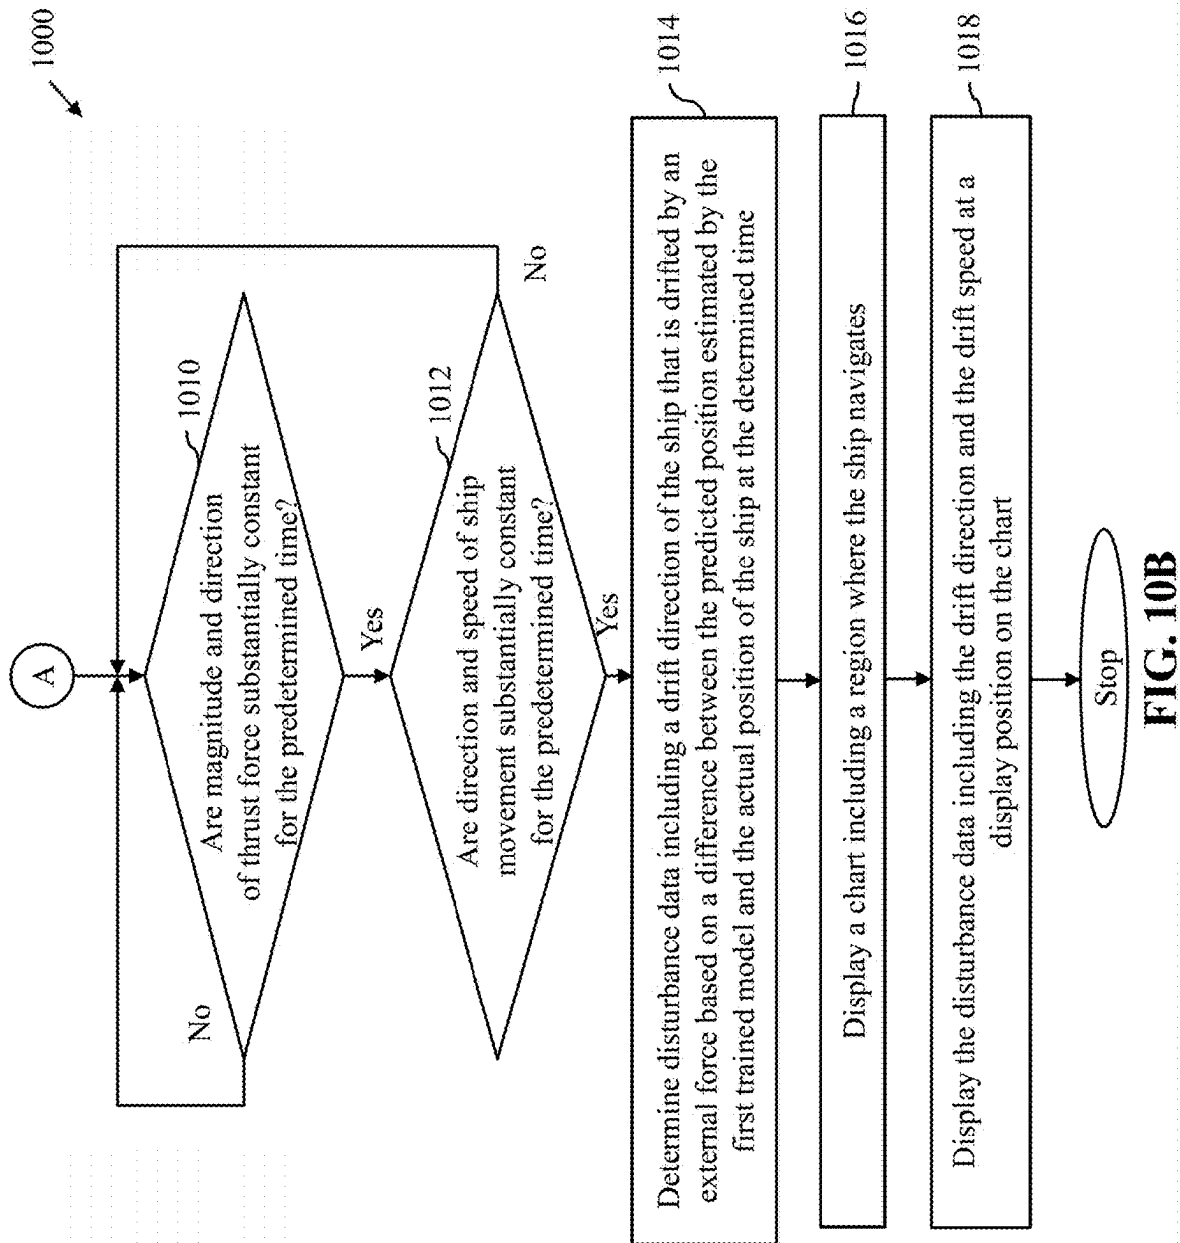 1000
A
Are magnitude and direction
of thrust force substantially constant
for the predetermined time?
1010
No
Yes
Are direction and speed of ship
movement substantially constant
for the predetermined time?
1012
No
Yes
Determine disturbance data including a drift direction of the ship that is drifted by an
external force based on a difference between the predicted position estimated by the
first trained model and the actual position of the ship at the determined time
1014
Display a chart including a region where the ship navigates
1016
Display the disturbance data including the drift direction and the drift speed at a
display position on the chart
1018
Stop
FIG. 10B